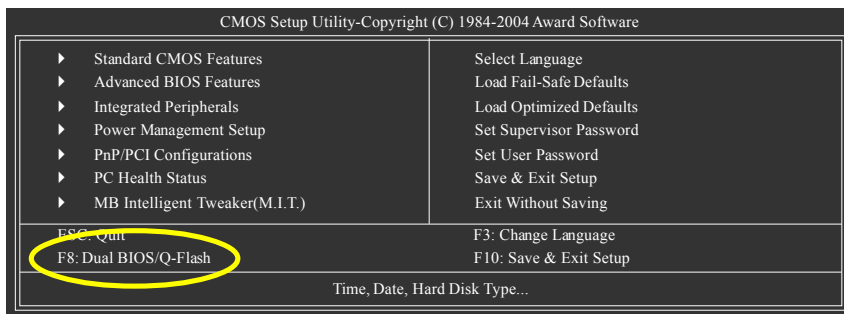 CMOS Setup Utility-Copyright (C) 1984-2004 Award Software
Standard CMOS Features
Advanced BIOS Features
Integrated Peripherals
Power Management Setup
PnP/PCI Configurations
PC Health Status
MB Intelligent Tweaker(M.I.T.)
Select Language
Load Fail-Safe Defaults
Load Optimized Defaults
Set Supervisor Password
Set User Password
Save & Exit Setup
Exit Without Saving
ESC: Quit
F8: Dual BIOS/Q-Flash
F3: Change Language
F10: Save & Exit Setup
Time, Date, Hard Disk Type...